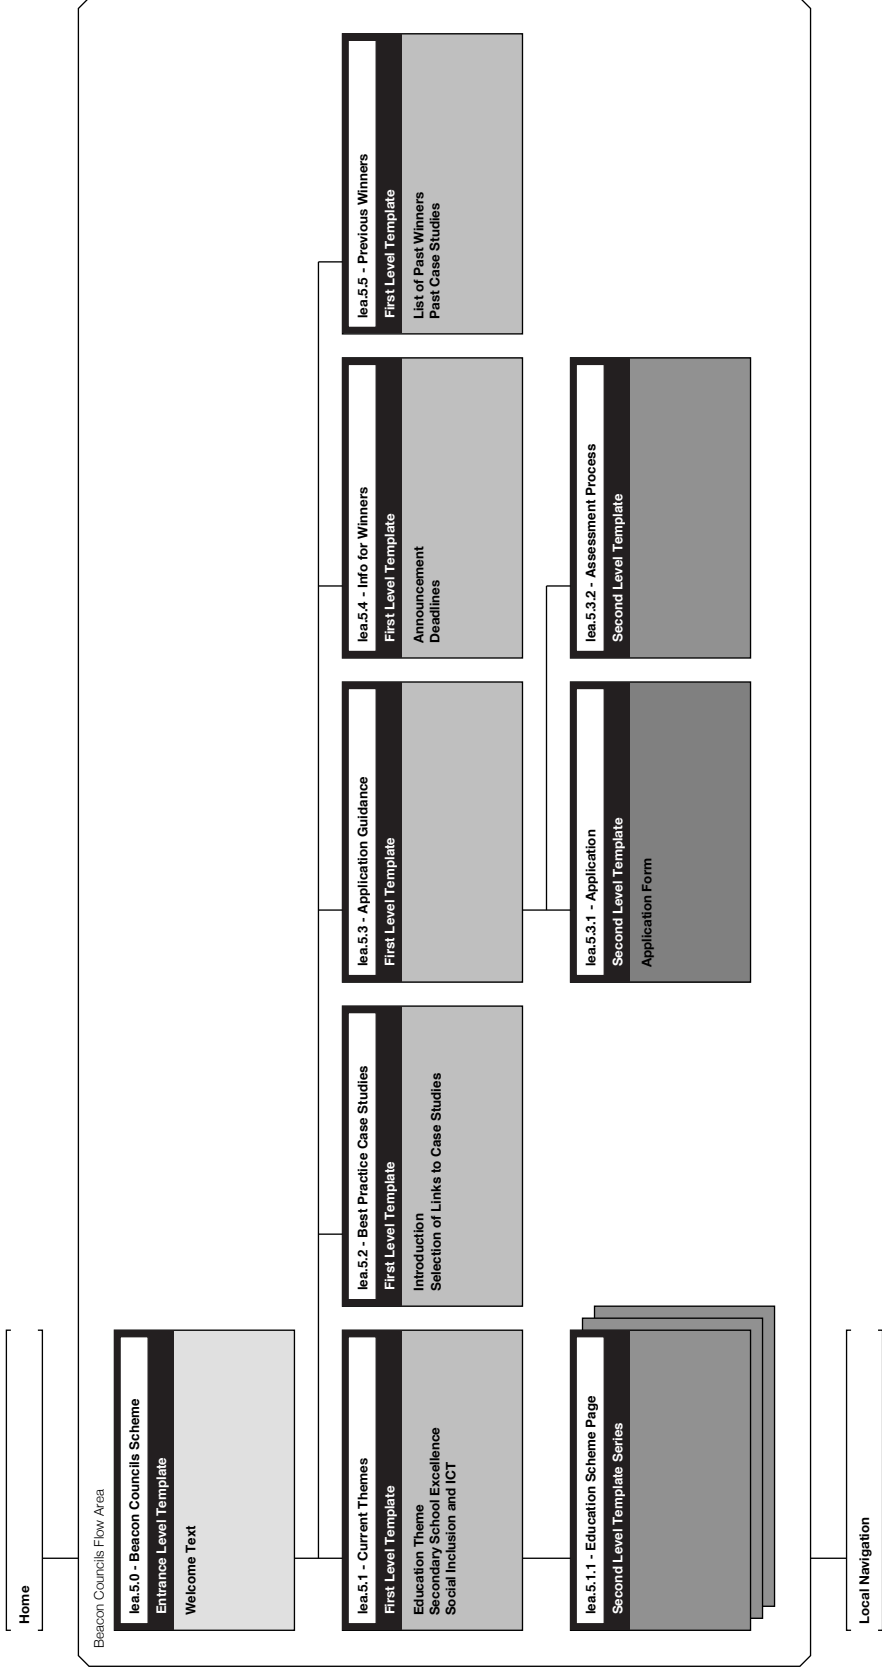 Home
Beacon Councils Flow Area
lea.5.0 - Beacon Councils Scheme
Entrance Level Template
Welcome Text
lea.5.1 - Current Themes
First Level Template
Education Theme
Secondary School Excellence
Social Inclusion and ICT
lea.5.2 - Best Practice Case Studies
First Level Template
Introduction
Selection of Links to Case Studies
lea.5.3 - Application Guidance
First Level Template
lea.5.4 - Info for Winners
First Level Template
Announcement
Deadlines
lea.5.5 - Previous Winners
First Level Template
List of Past Winners
Past Case Studies
lea.5.1.1 - Education Scheme Page
Second Level Template Series
lea.5.3.1 - Application
Second Level Template
Application Form
lea.5.3.2 - Assessment Process
Second Level Template
Local Navigation